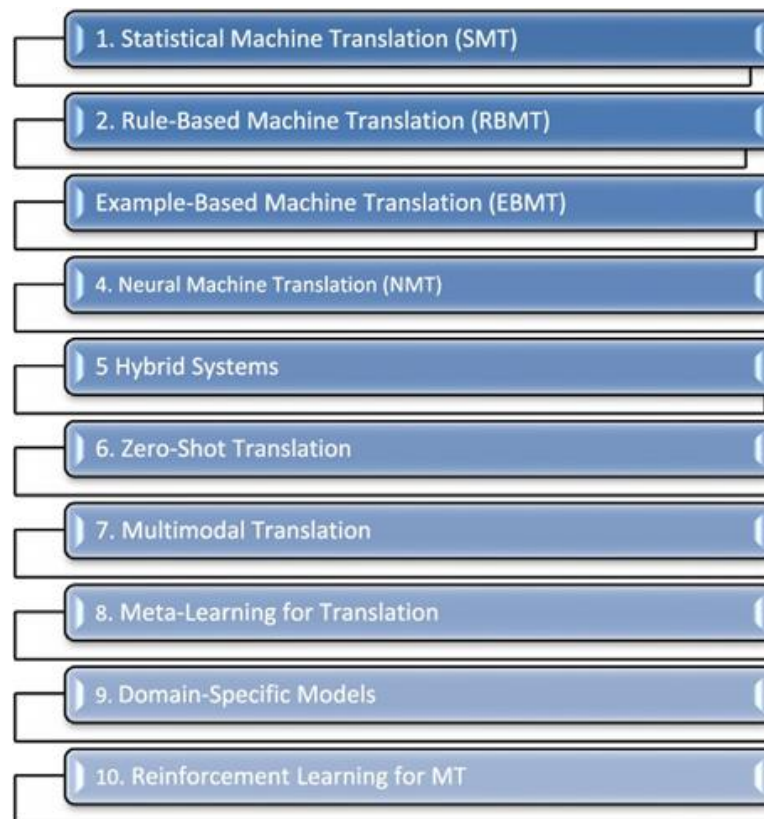 1. Statistical Machine Translation (SMT)
2. Rule-Based Machine Translation (RBMT)
Example-Based Machine Translation (EBMT)
4. Neural Machine Translation (NMT)
5 Hybrid Systems
6. Zero-Shot Translation
7. Multimodal Translation
8. Meta-Learning for Translation
9. Domain-Specific Models
10. Reinforcement Learning for MT